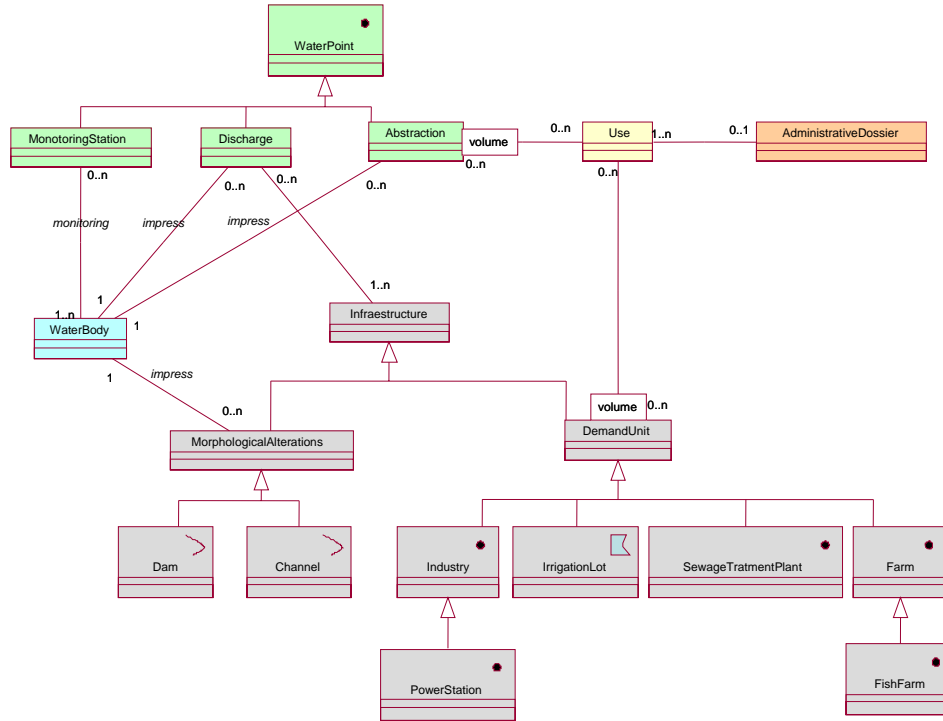 WaterPoint
MonotoringStation
Discharge
Abstraction
volume
0..n
Use
1..n
0..1
AdministrativeDossier
0..n
0..n
0..n
0..n
0..n
0..n
monitoring
impress
impress
1
1..n
1
1..n
WaterBody
Infraestructure
1
impress
0..n
volume
0..n
MorphologicalAlterations
DemandUnit
Dam
Channel
Industry
IrrigationLot
SewageTratmentPlant
Farm
PowerStation
FishFarm